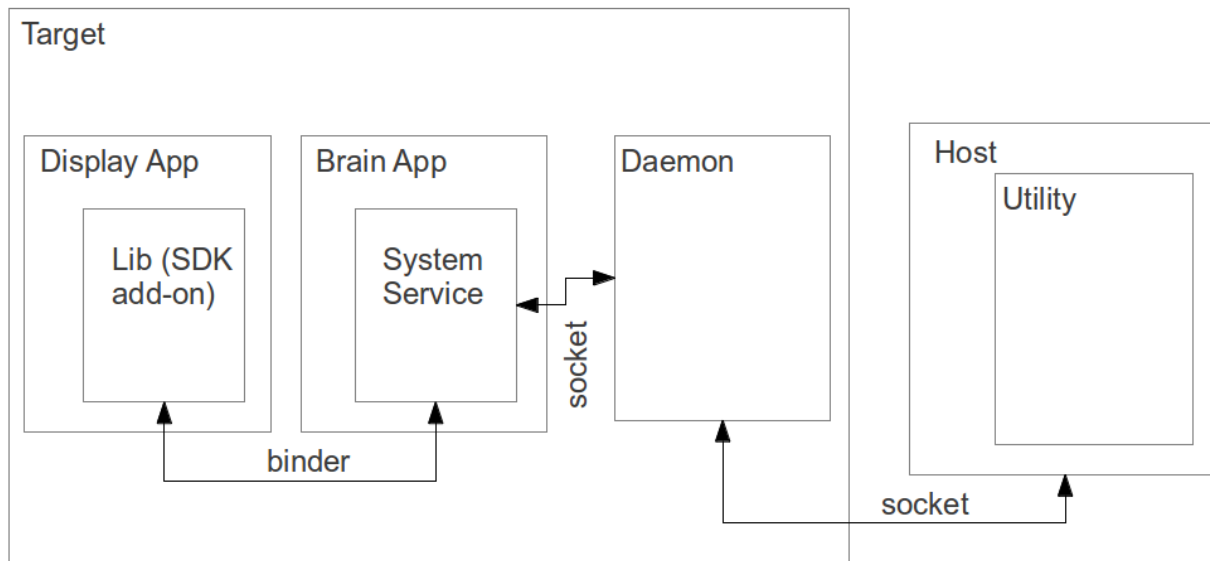 Target
Display App
Brain App
Daemon
Host
Utility
Lib (SDK
add-on)
System
Service
socket
binder
socket